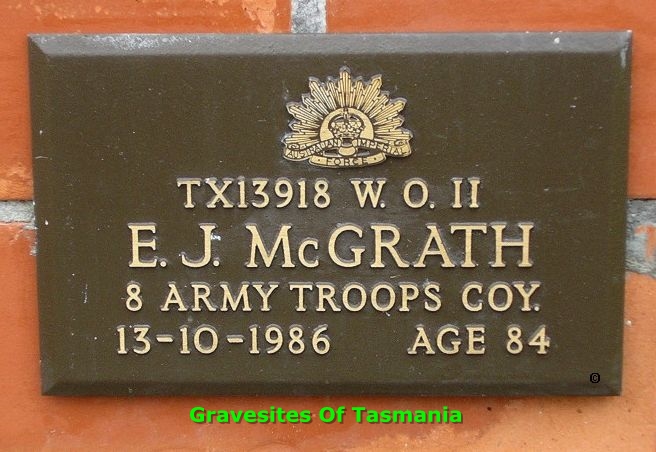 AUSTRALIAN IMPERIAL
FORCE
TX13918 W. O. II
E. J. McGRATH
8 ARMY TROOPS COY.
13-10-1986 AGE 84
©
Gravesites Of Tasmania